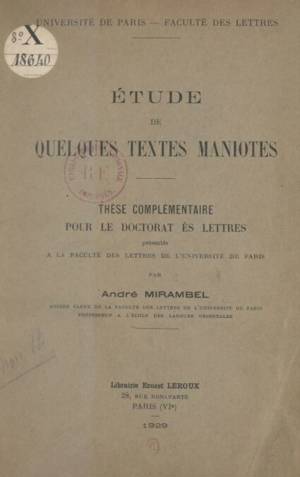 UNIVERSITÉ DE PARIS — FACULTÉ DES LETTRES
8º X
18640
ÉTUDE
DE
QUELQUES TEXTES MANIOTES
THÈSE COMPLÉMENTAIRE
POUR LE DOCTORAT ÈS LETTRES
présentée
A LA FACULTÉ DES LETTRES DE L'UNIVERSITÉ DE PARIS
PAR
André MIRAMBEL
ANCIEN ÉLÈVE DE LA FACULTÉ DES LETTRES DE L'UNIVERSITÉ DE PARIS
PROFESSEUR A L'ÉCOLE DES LANGUES ORIENTALES
Librairie Ernest LEROUX
28, RUE BONAPARTE
PARIS (VIe)
1929